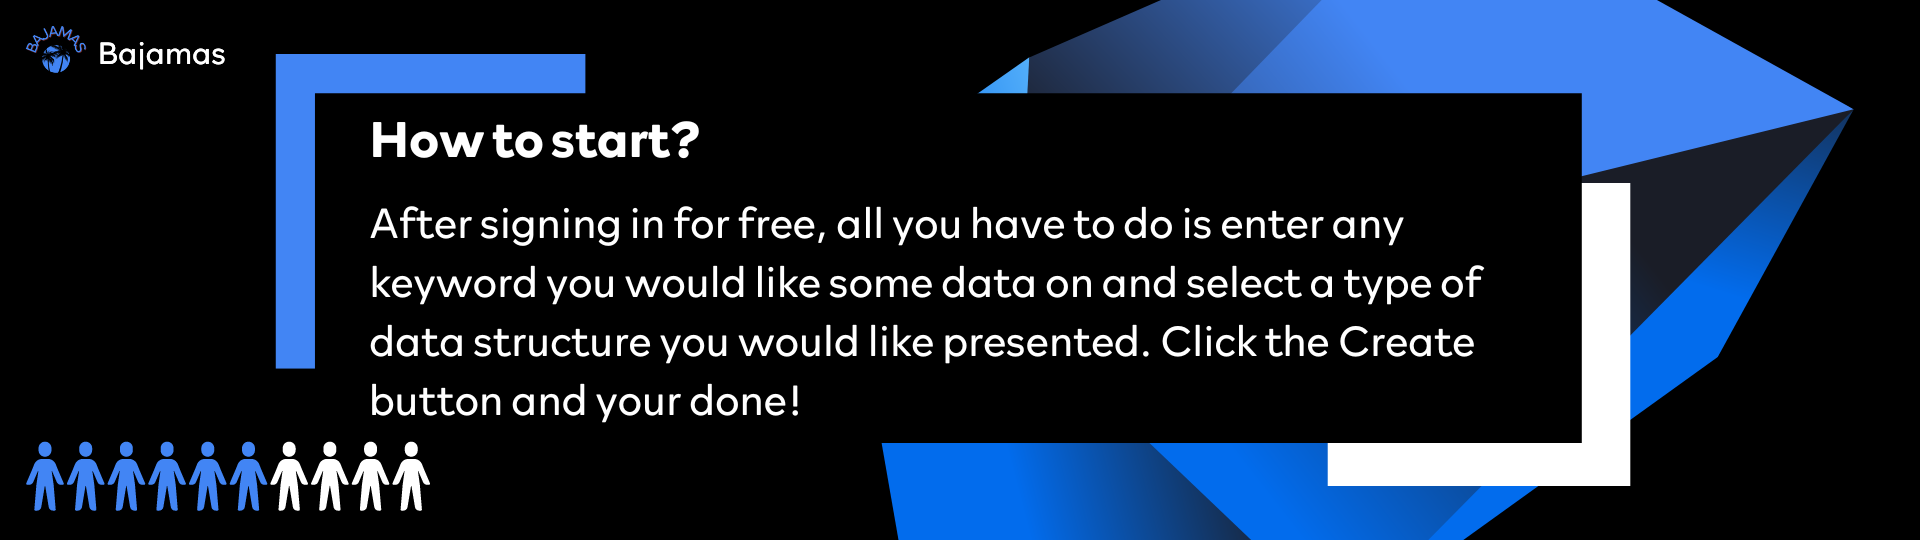 BAJAMAS
Bajamas
How to start?
After signing in for free, all you have to do is enter any
keyword you would like some data on and select a type of
data structure you would like presented. Click the Create
button and your done!